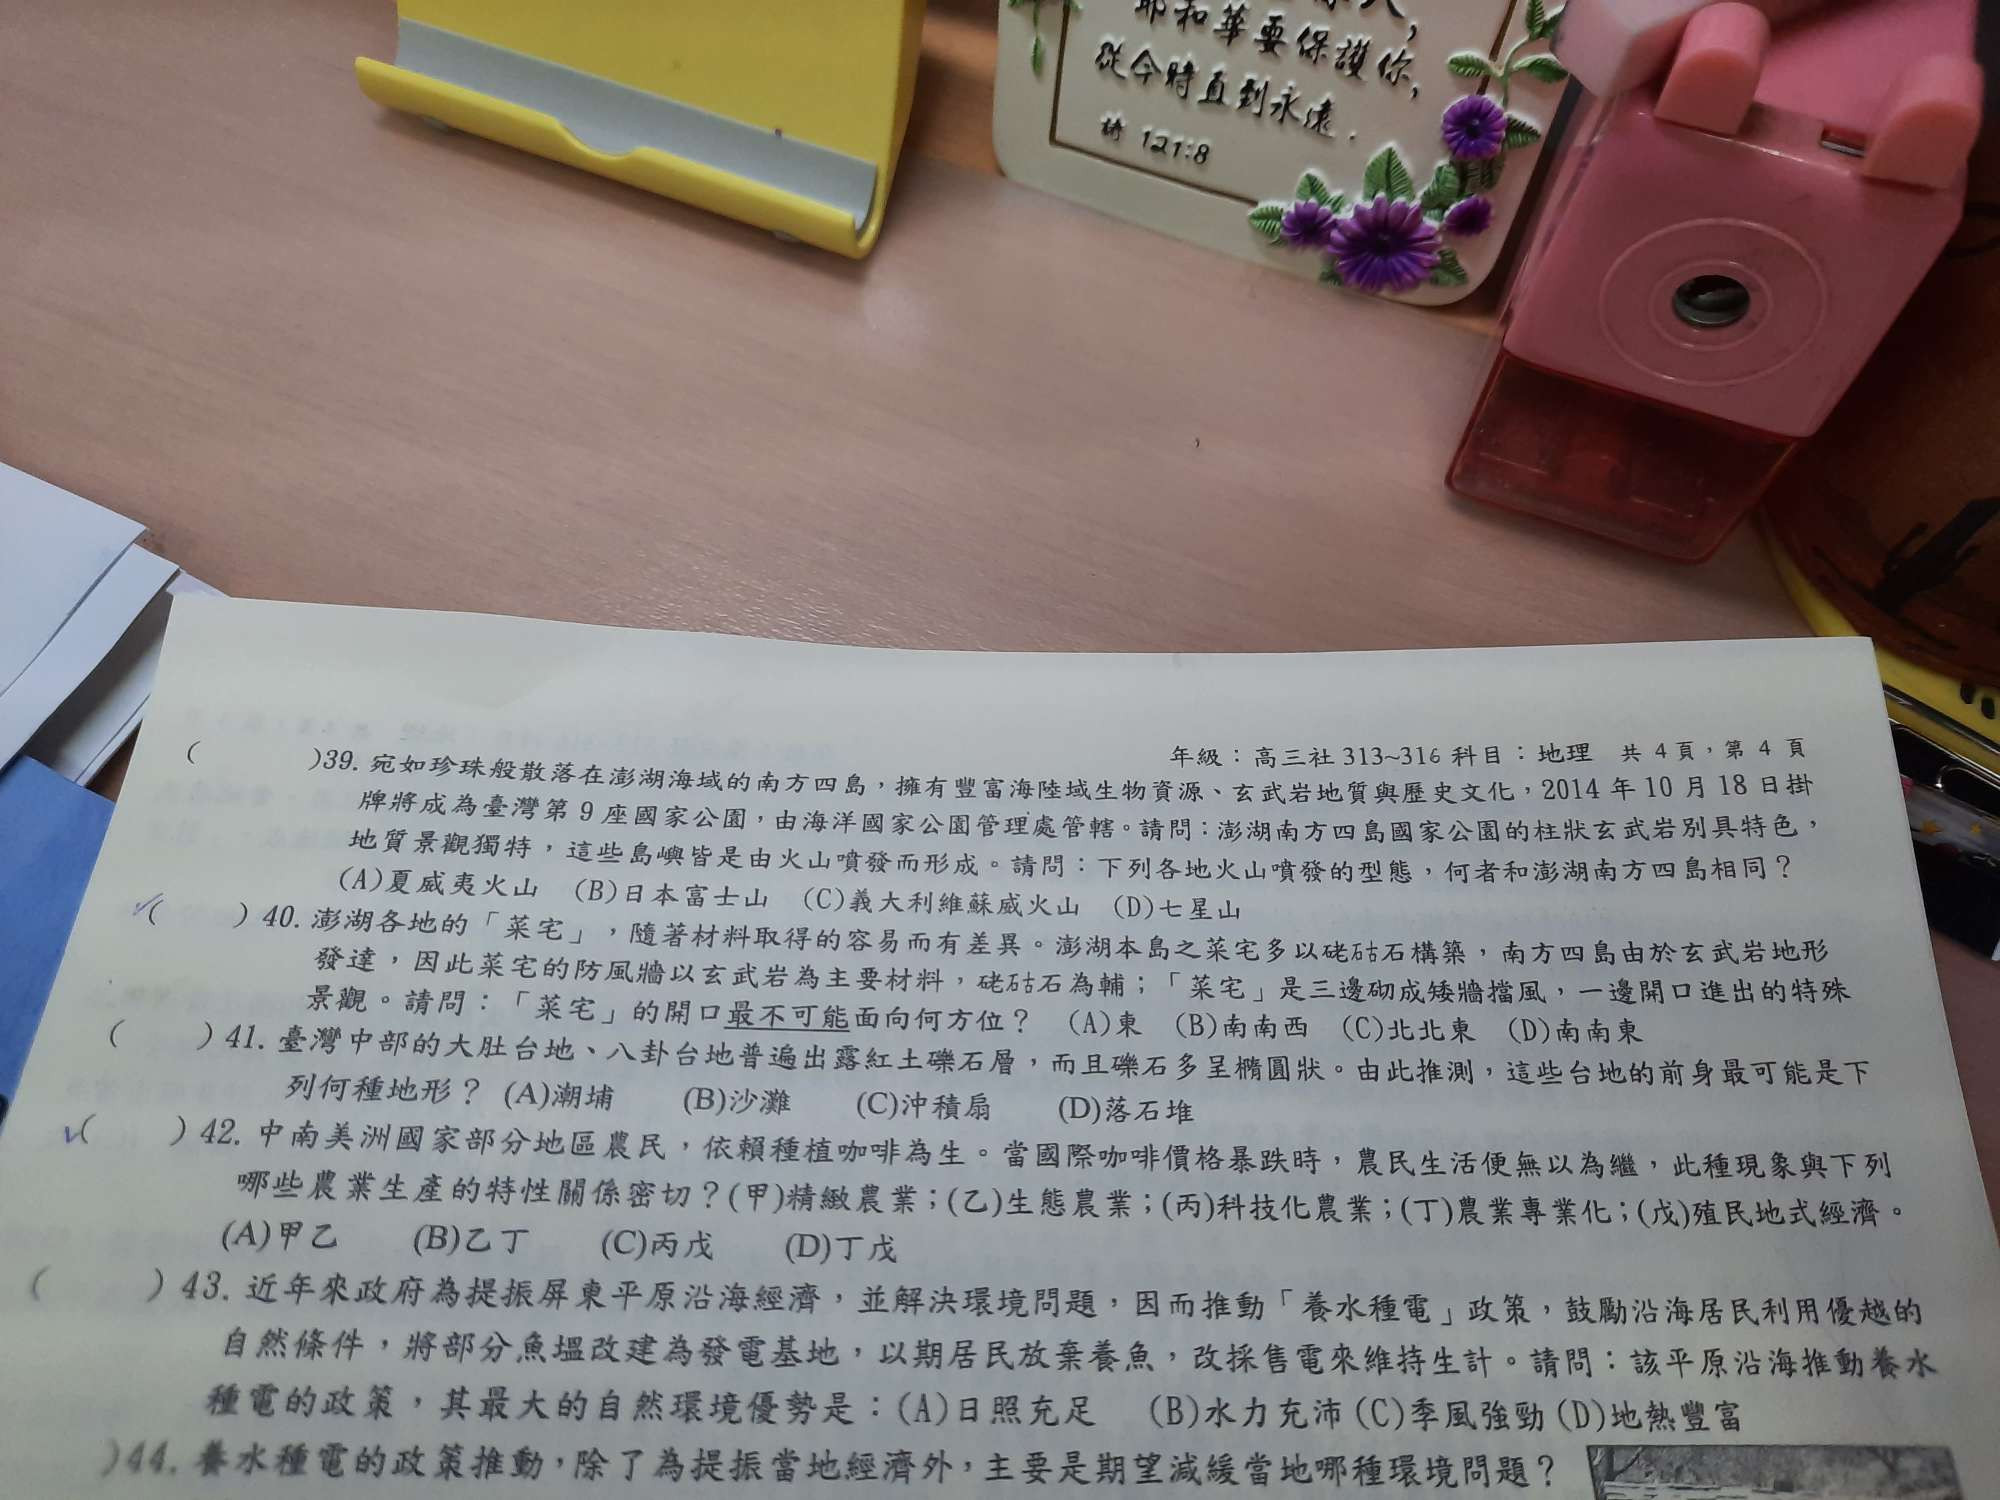 耶和華要保護你，
從今時直到永遠．
詩 121:8
年級：高三社 313~316 科目：地理　共 4 頁，第 4 頁
(　　)39. 宛如珍珠般散落在澎湖海域的南方四島，擁有豐富海陸域生物資源、玄武岩地質與歷史文化，2014 年 10 月 18 日掛
牌將成為臺灣第 9 座國家公園，由海洋國家公園管理處管轄。請問：澎湖南方四島國家公園的柱狀玄武岩別具特色，
地質景觀獨特，這些島嶼皆是由火山噴發而形成。請問：下列各地火山噴發的型態，何者和澎湖南方四島相同？
(A)夏威夷火山　(B)日本富士山　(C)義大利維蘇威火山　(D)七星山
✓(　　) 40. 澎湖各地的「菜宅」，隨著材料取得的容易而有差異。澎湖本島之菜宅多以硓𥑮石構築，南方四島由於玄武岩地形
發達，因此菜宅的防風牆以玄武岩為主要材料，硓𥑮石為輔；「菜宅」是三邊砌成矮牆擋風，一邊開口進出的特殊
景觀。請問：「菜宅」的開口最不可能面向何方位？　(A)東　(B)南南西　(C)北北東　(D)南南東
(　　) 41. 臺灣中部的大肚台地、八卦台地普遍出露紅土礫石層，而且礫石多呈橢圓狀。由此推測，這些台地的前身最可能是下
列何種地形？ (A)潮埔　　(B)沙灘　　(C)沖積扇　　(D)落石堆
✓(　　) 42. 中南美洲國家部分地區農民，依賴種植咖啡為生。當國際咖啡價格暴跌時，農民生活便無以為繼，此種現象與下列
哪些農業生產的特性關係密切？(甲)精緻農業；(乙)生態農業；(丙)科技化農業；(丁)農業專業化；(戊)殖民地式經濟。
(A)甲乙　　(B)乙丁　　(C)丙戊　　(D)丁戊
(　　) 43. 近年來政府為提振屏東平原沿海經濟，並解決環境問題，因而推動「養水種電」政策，鼓勵沿海居民利用優越的
自然條件，將部分魚塭改建為發電基地，以期居民放棄養魚，改採售電來維持生計。請問：該平原沿海推動養水
種電的政策，其最大的自然環境優勢是：(A)日照充足　(B)水力充沛 (C)季風強勁 (D)地熱豐富
)44. 養水種電的政策推動，除了為提振當地經濟外，主要是期望減緩當地哪種環境問題？